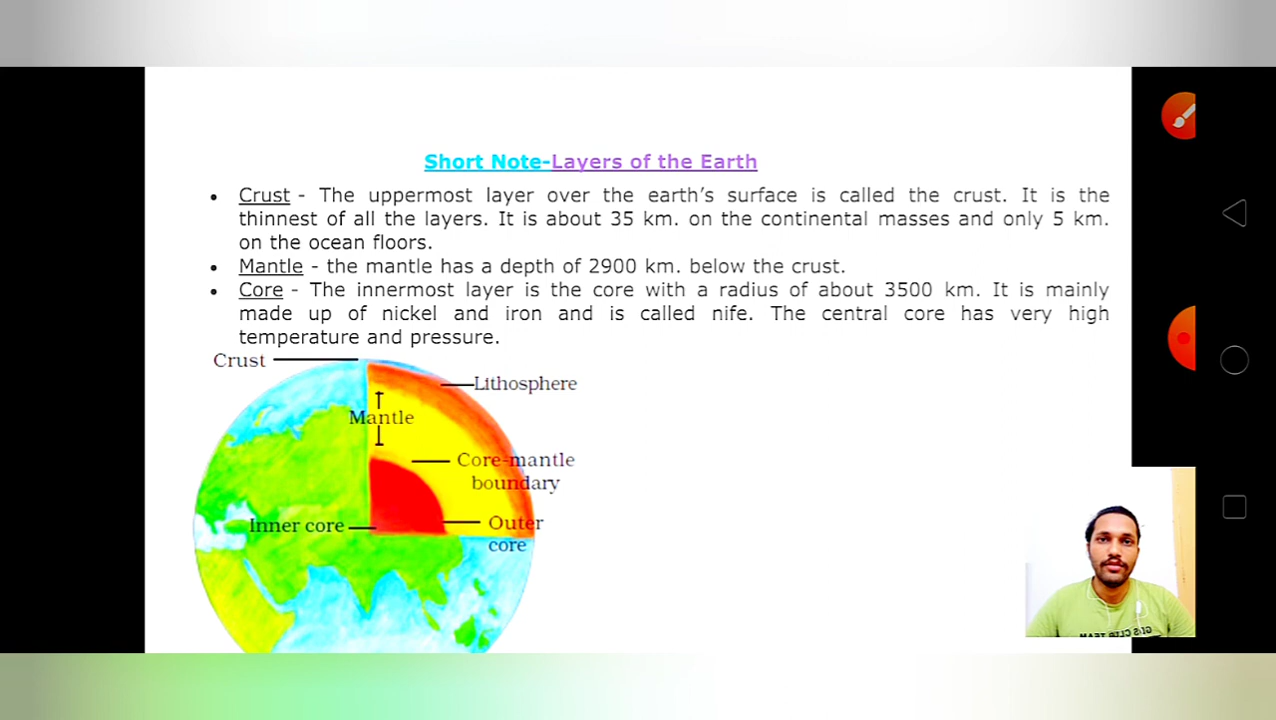 Short Note-Layers of the Earth
• Crust - The uppermost layer over the earth’s surface is called the crust. It is the
thinnest of all the layers. It is about 35 km. on the continental masses and only 5 km.
on the ocean floors.
• Mantle - the mantle has a depth of 2900 km. below the crust.
• Core - The innermost layer is the core with a radius of about 3500 km. It is mainly
made up of nickel and iron and is called nife. The central core has very high
temperature and pressure.
Crust
Lithosphere
Mantle
Core-mantle
boundary
Inner core
Outer
core